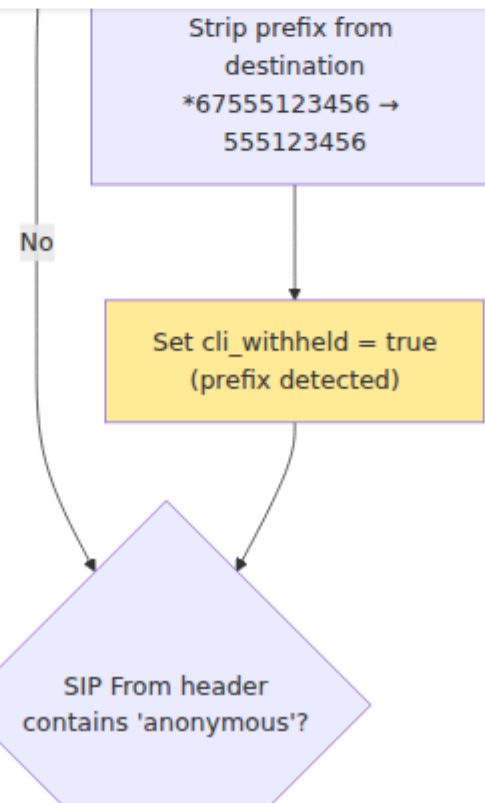 Strip prefix from
destination
*67555123456 →
555123456
No
Set cli_withheld = true
(prefix detected)
SIP From header
contains 'anonymous'?